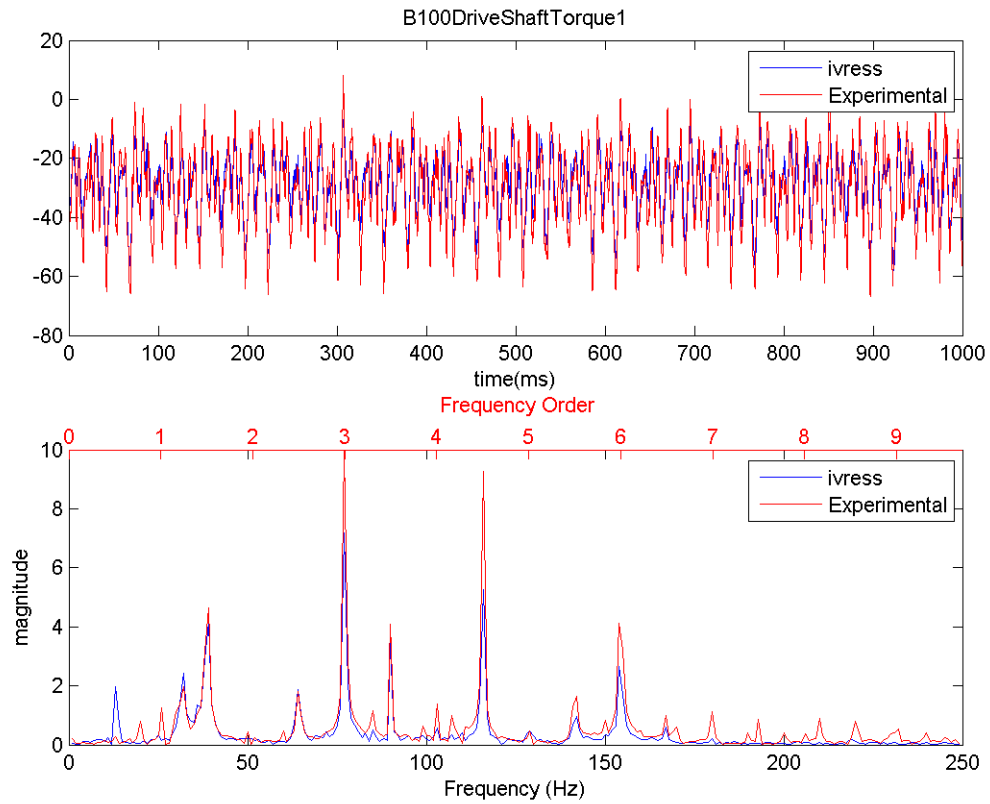 B100DriveShaftTorque1
20
0
-20
-40
-60
-80
ivress
Experimental
0 100 200 300 400 500 600 700 800 900 1000
time(ms)
Frequency Order
0 1 2 3 4 5 6 7 8 9
10
8
6
4
2
0
magnitude
ivress
Experimental
0 50 100 150 200 250
Frequency (Hz)